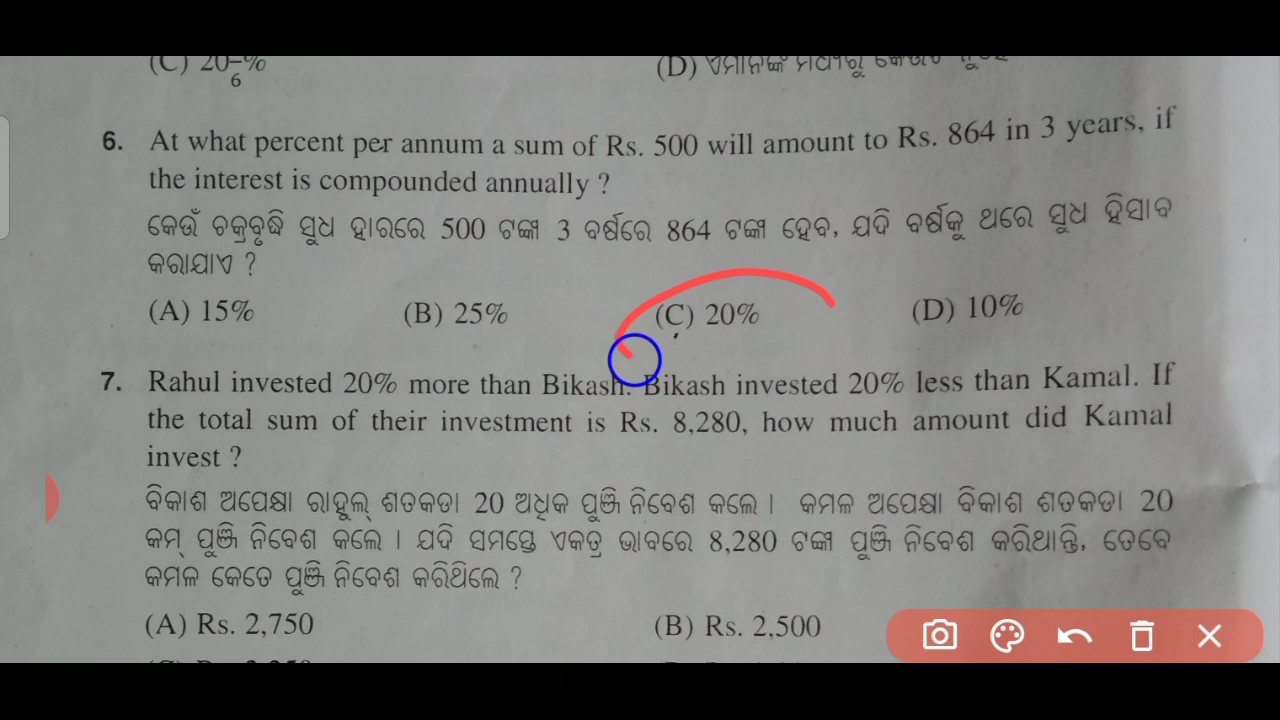 (C) 20-%
6
6. At what percent per annum a sum of Rs. 500 will amount to Rs. 864 in 3 years, if
the interest is compounded annually ?
କେଉଁ ଚକ୍ରବୃଦ୍ଧି ସୁଧ ହାରରେ 500 ଟଙ୍କା 3 ବର୍ଷରେ 864 ଟଙ୍କା ହେବ, ଯଦି ବର୍ଷକୁ ଥରେ ସୁଧ ହିସାବ
କରାଯାଏ ?
(A) 15% (B) 25% (C) 20% (D) 10%
7. Rahul invested 20% more than Bikash. Bikash invested 20% less than Kamal. If
the total sum of their investment is Rs. 8,280, how much amount did Kamal
invest ?
ବିକାଶ ଅପେକ୍ଷା ରାହୁଲ୍ ଶତକଡା 20 ଅଧିକ ପୁଞ୍ଜି ନିବେଶ କଲେ । କମଳ ଅପେକ୍ଷା ବିକାଶ ଶତକଡା 20
କମ୍ ପୁଞ୍ଜି ନିବେଶ କଲେ । ଯଦି ସମସ୍ତେ ଏକତ୍ର ଭାବରେ 8,280 ଟଙ୍କା ପୁଞ୍ଜି ନିବେଶ କରିଥାନ୍ତି, ତେବେ
କମଳ କେତେ ପୁଞ୍ଜି ନିବେଶ କରିଥିଲେ ?
(A) Rs. 2,750 (B) Rs. 2,500